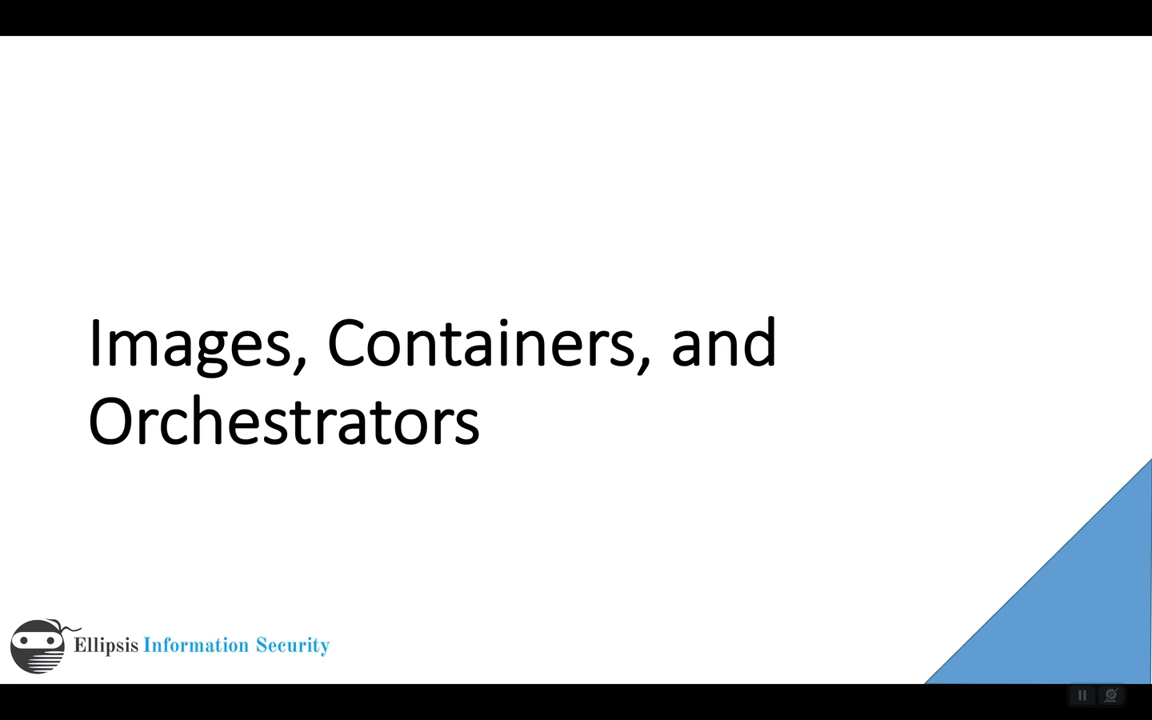 Images, Containers, and
Orchestrators
Ellipsis Information Security